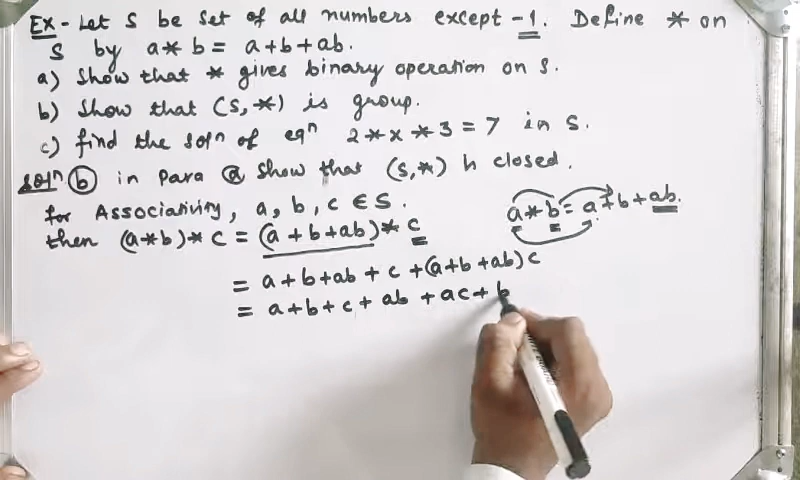 Ex - Let S be set of all numbers except -1. Define * on
S by a * b = a+b+ab.
a) Show that * gives binary operation on S.
b) Show that (S, *) is group.
c) find the solⁿ of eqⁿ 2 * x * 3 = 7 in S.
Solⁿ (b) in Para (a) show that (S, *) is closed.
for Associativity, a, b, c ∈ S.
a * b = a+b+ab.
then (a*b)* c = (a+b+ab)* c
= a+b+ab + c +(a+b+ab)c
= a+b+c+ ab + ac+ b